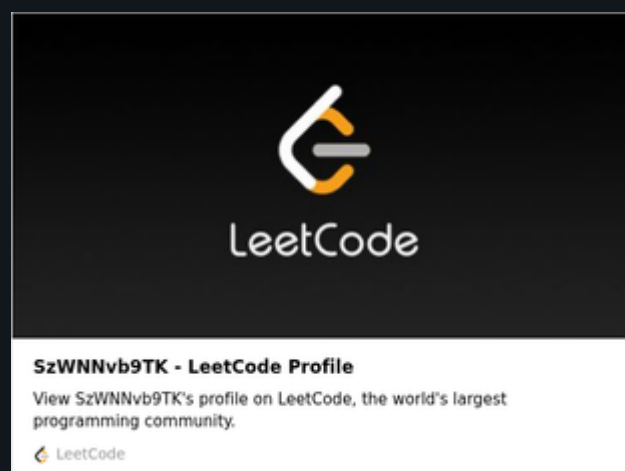 LeetCode
SzWNNvb9TK - LeetCode Profile
View SzWNNvb9TK's profile on LeetCode, the world's largest
programming community.
LeetCode